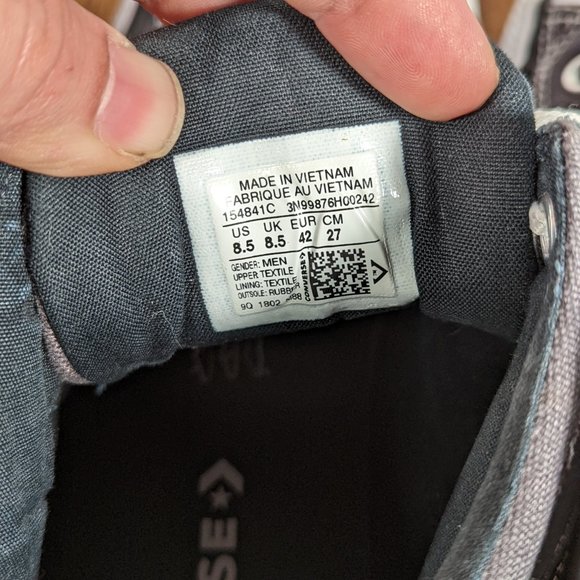 MADE IN VIETNAM
FABRIQUE AU VIETNAM
154841C 3N99876H00242
US UK EUR CM
8.5 8.5 42 27
GENDER: MEN
UPPER TEXTILE
LINING: TEXTILE
OUTSOLE: RUBBER
9Q 1802
CONVERSE